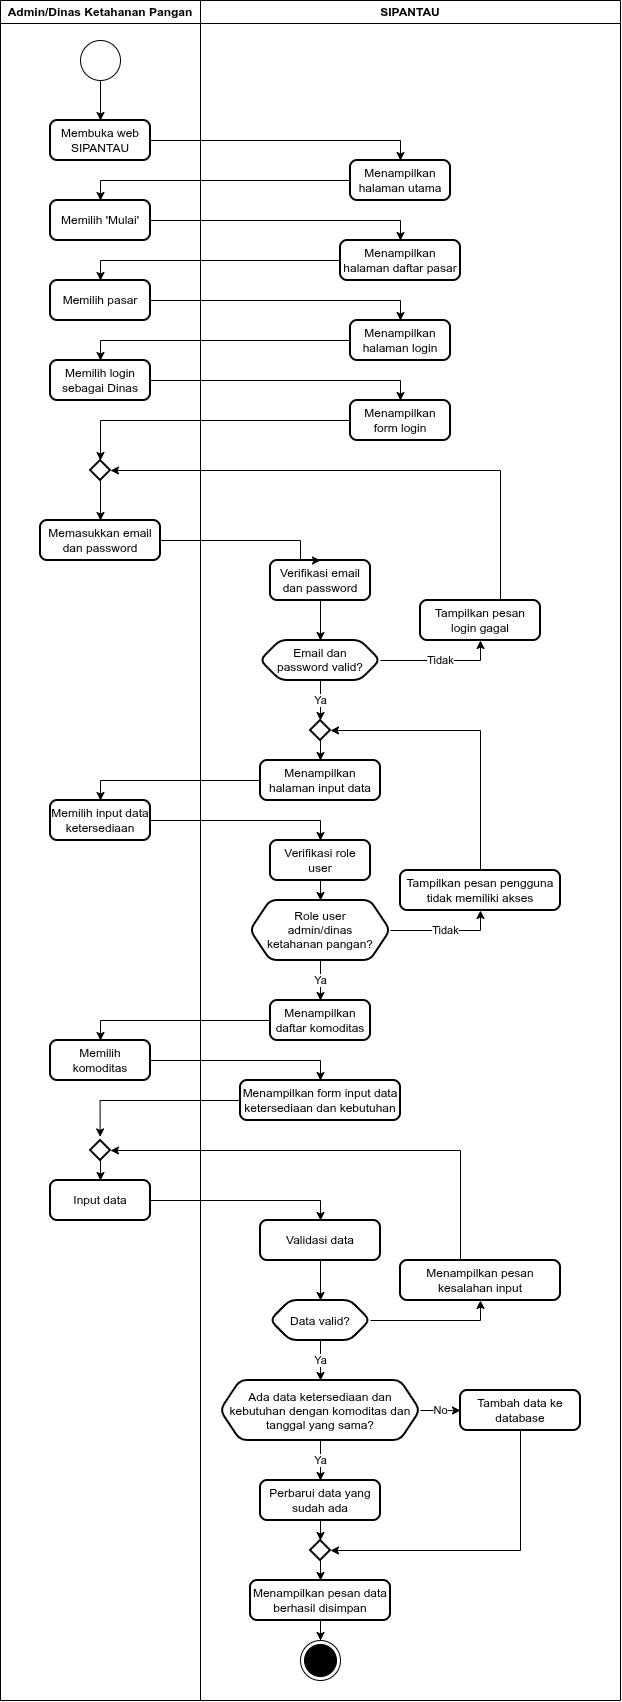 Admin/Dinas Ketahanan Pangan
SIPANTAU
Membuka web
SIPANTAU
Menampilkan
halaman utama
Memilih 'Mulai'
Menampilkan
halaman daftar pasar
Memilih pasar
Menampilkan
halaman login
Memilih login
sebagai Dinas
Menampilkan
form login
Memasukkan email
dan password
Verifikasi email
dan password
Tampilkan pesan
login gagal
Email dan
password valid?
Tidak
Ya
Menampilkan
halaman input data
Memilih input data
ketersediaan
Verifikasi role
user
Tampilkan pesan pengguna
tidak memiliki akses
Role user
admin/dinas
ketahanan pangan?
Tidak
Ya
Menampilkan
daftar komoditas
Memilih
komoditas
Menampilkan form input data
ketersediaan dan kebutuhan
Input data
Validasi data
Menampilkan pesan
kesalahan input
Data valid?
Ya
Ada data ketersediaan dan
kebutuhan dengan komoditas dan
tanggal yang sama?
No
Tambah data ke
database
Ya
Perbarui data yang
sudah ada
Menampilkan pesan data
berhasil disimpan